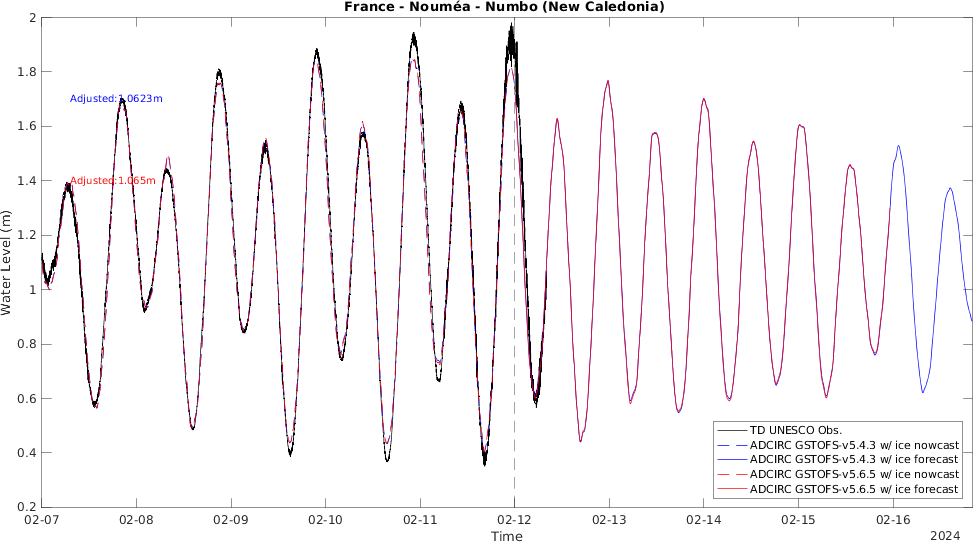 France - Nouméa - Numbo (New Caledonia)
2
1.8
1.6
1.4
1.2
1
0.8
0.6
0.4
0.2
Water Level (m)
Adjusted:1.0623m
Adjusted:1.065m
TD UNESCO Obs.
ADCIRC GSTOFS-v5.4.3 w/ ice nowcast
ADCIRC GSTOFS-v5.4.3 w/ ice forecast
ADCIRC GSTOFS-v5.6.5 w/ ice nowcast
ADCIRC GSTOFS-v5.6.5 w/ ice forecast
02-07 02-08 02-09 02-10 02-11 02-12 02-13 02-14 02-15 02-16
Time
2024